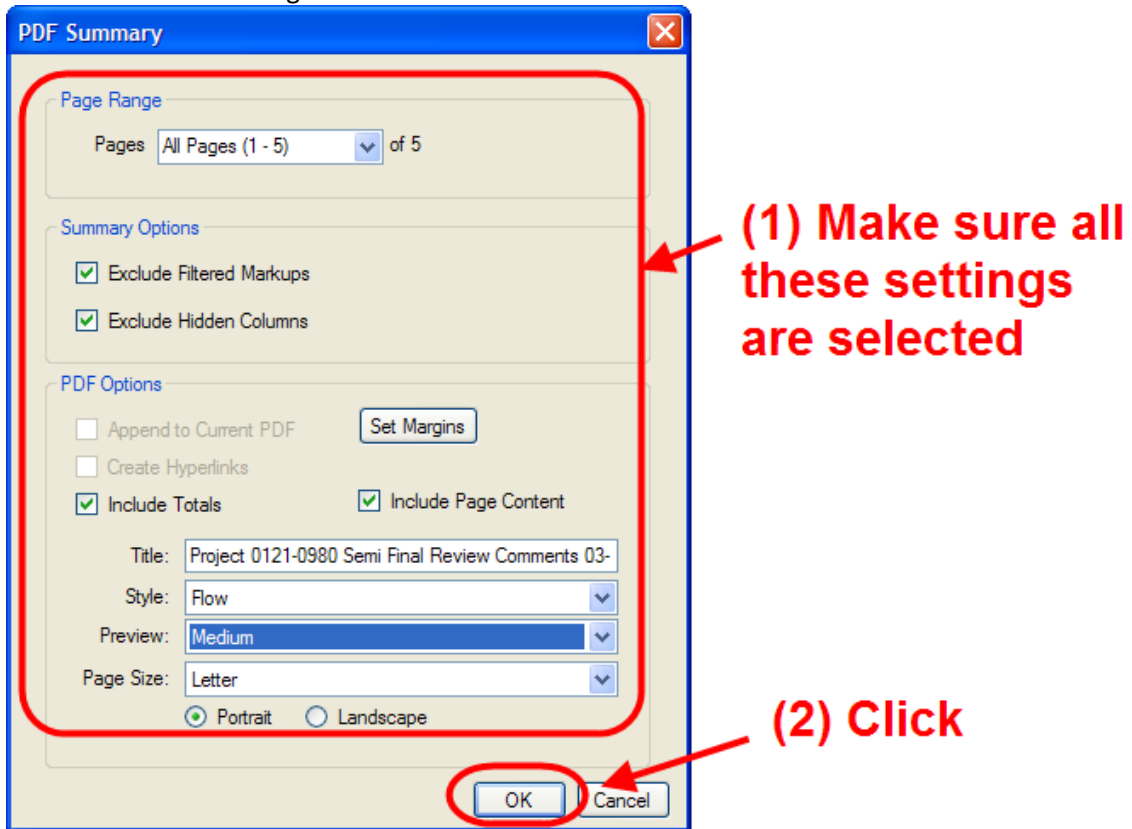 PDF Summary
Page Range
Pages All Pages (1 - 5) of 5
(1) Make sure all
these settings
are selected
Summary Options
Exclude Filtered Markups
Exclude Hidden Columns
PDF Options
Append to Current PDF Set Margins
Create Hyperlinks
Include Totals Include Page Content
Title: Project 0121-0980 Semi Final Review Comments 03-
Style: Flow
Preview: Medium
Page Size: Letter
Portrait Landscape
(2) Click
OK Cancel